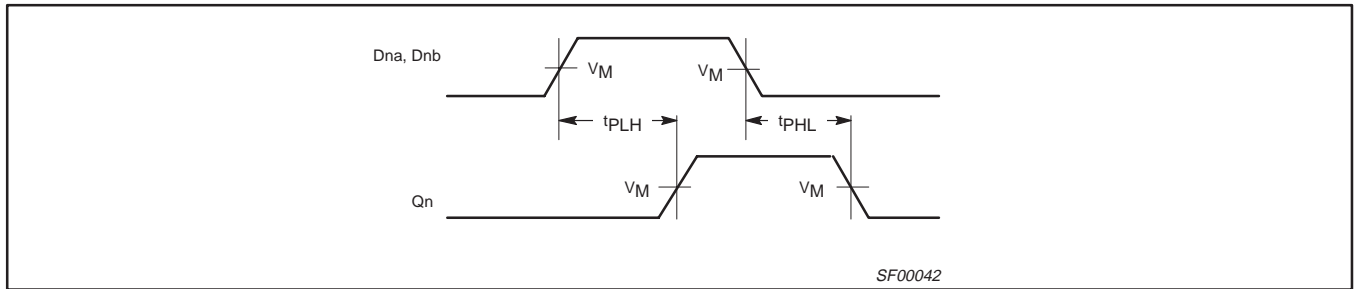 Dna, Dnb
VM
VM
tPLH
tPHL
VM
VM
Qn
SF00042